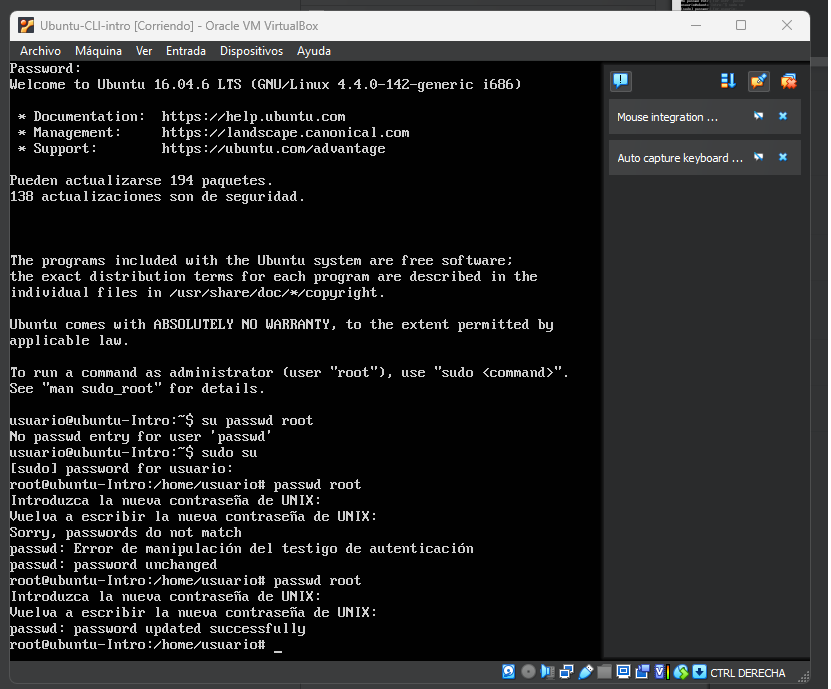 Ubuntu-CLI-intro [Corriendo] - Oracle VM VirtualBox
Archivo Máquina Ver Entrada Dispositivos Ayuda
Password:
Welcome to Ubuntu 16.04.6 LTS (GNU/Linux 4.4.0-142-generic i686)
* Documentation: https://help.ubuntu.com
* Management: https://landscape.canonical.com
* Support: https://ubuntu.com/advantage
Pueden actualizarse 194 paquetes.
138 actualizaciones son de seguridad.
The programs included with the Ubuntu system are free software;
the exact distribution terms for each program are described in the
individual files in /usr/share/doc/*/copyright.
Ubuntu comes with ABSOLUTELY NO WARRANTY, to the extent permitted by
applicable law.
To run a command as administrator (user "root"), use "sudo <command>".
See "man sudo_root" for details.
usuario@ubuntu-Intro:~$ su passwd root
No passwd entry for user 'passwd'
usuario@ubuntu-Intro:~$ sudo su
[sudo] password for usuario:
root@ubuntu-Intro:/home/usuario# passwd root
Introduzca la nueva contraseña de UNIX:
Vuelva a escribir la nueva contraseña de UNIX:
Sorry, passwords do not match
passwd: Error de manipulación del testigo de autenticación
passwd: password unchanged
root@ubuntu-Intro:/home/usuario# passwd root
Introduzca la nueva contraseña de UNIX:
Vuelva a escribir la nueva contraseña de UNIX:
passwd: password updated successfully
root@ubuntu-Intro:/home/usuario# _
Mouse integration ...
Auto capture keyboard ...
CTRL DERECHA